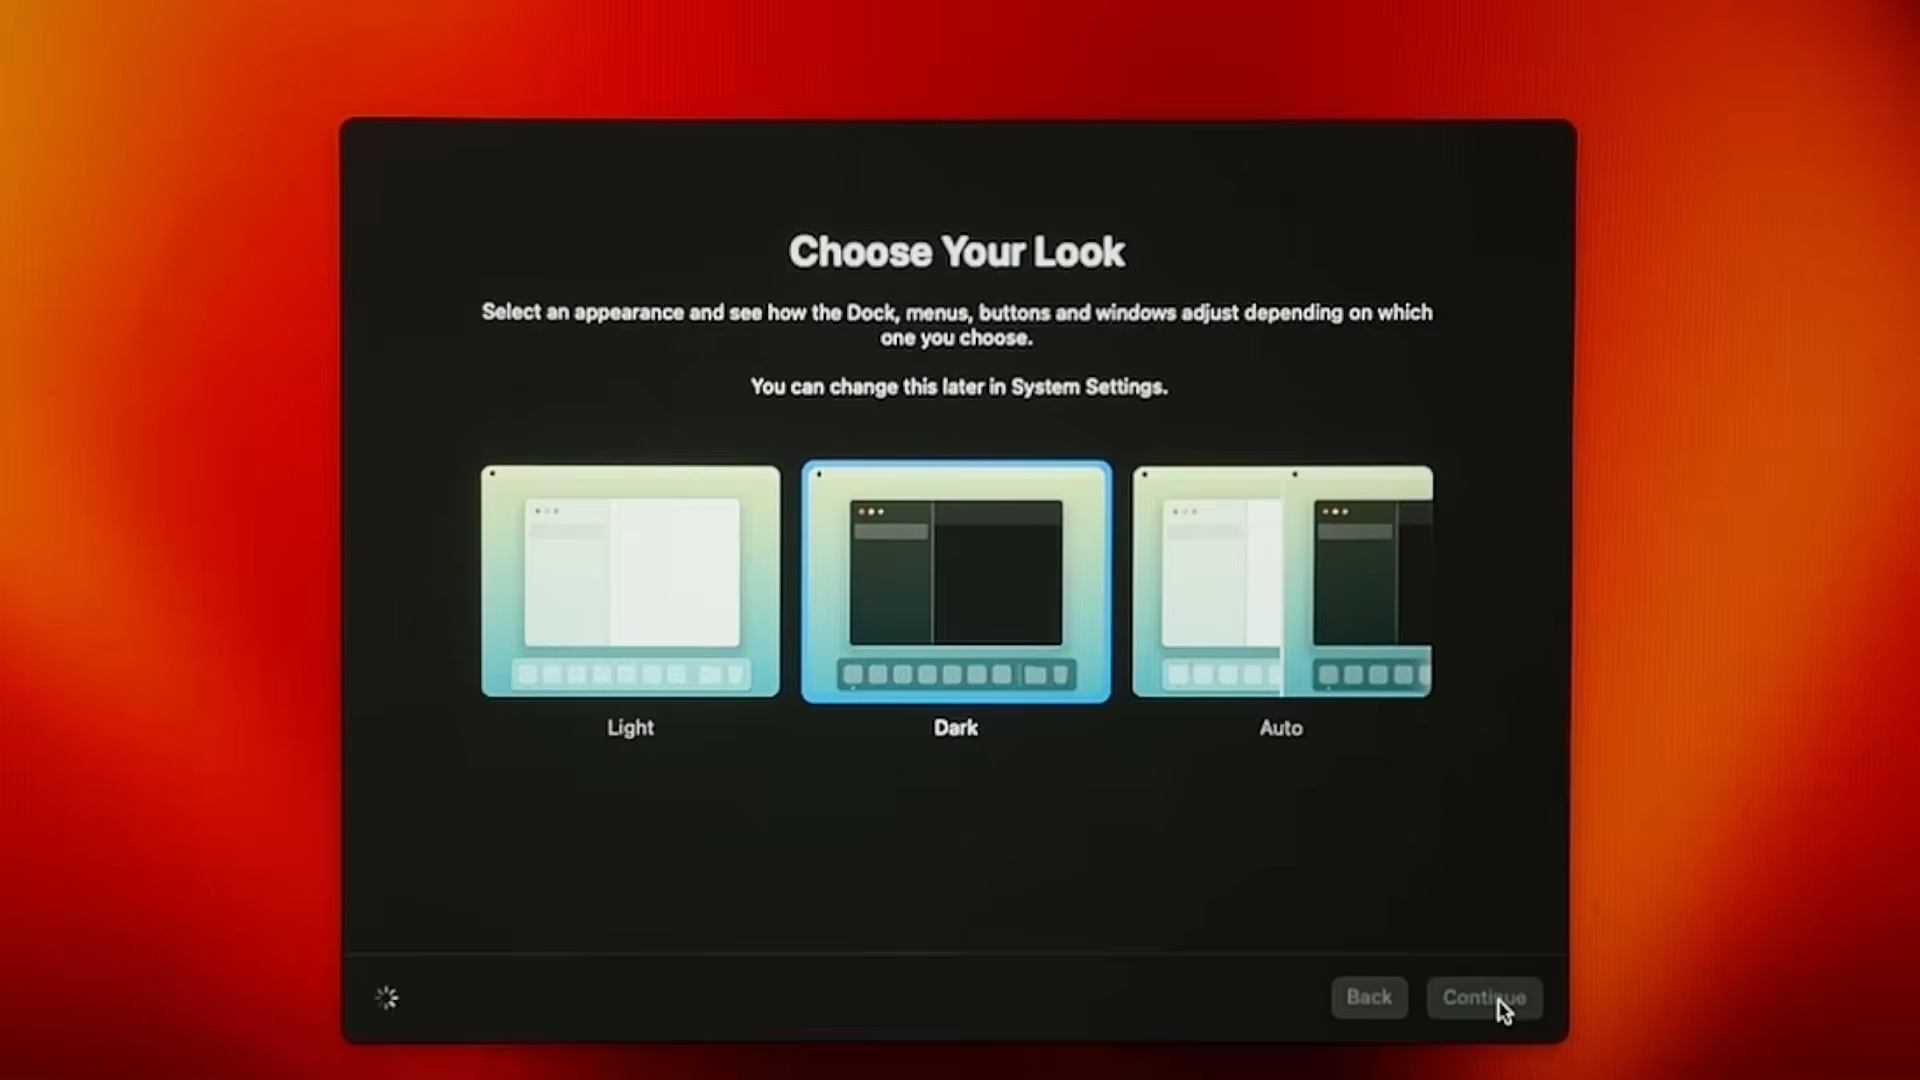 Choose Your Look
Select an appearance and see how the Dock, menus, buttons and windows adjust depending on which
one you choose.
You can change this later in System Settings.
Light
Dark
Auto
Back
Continue